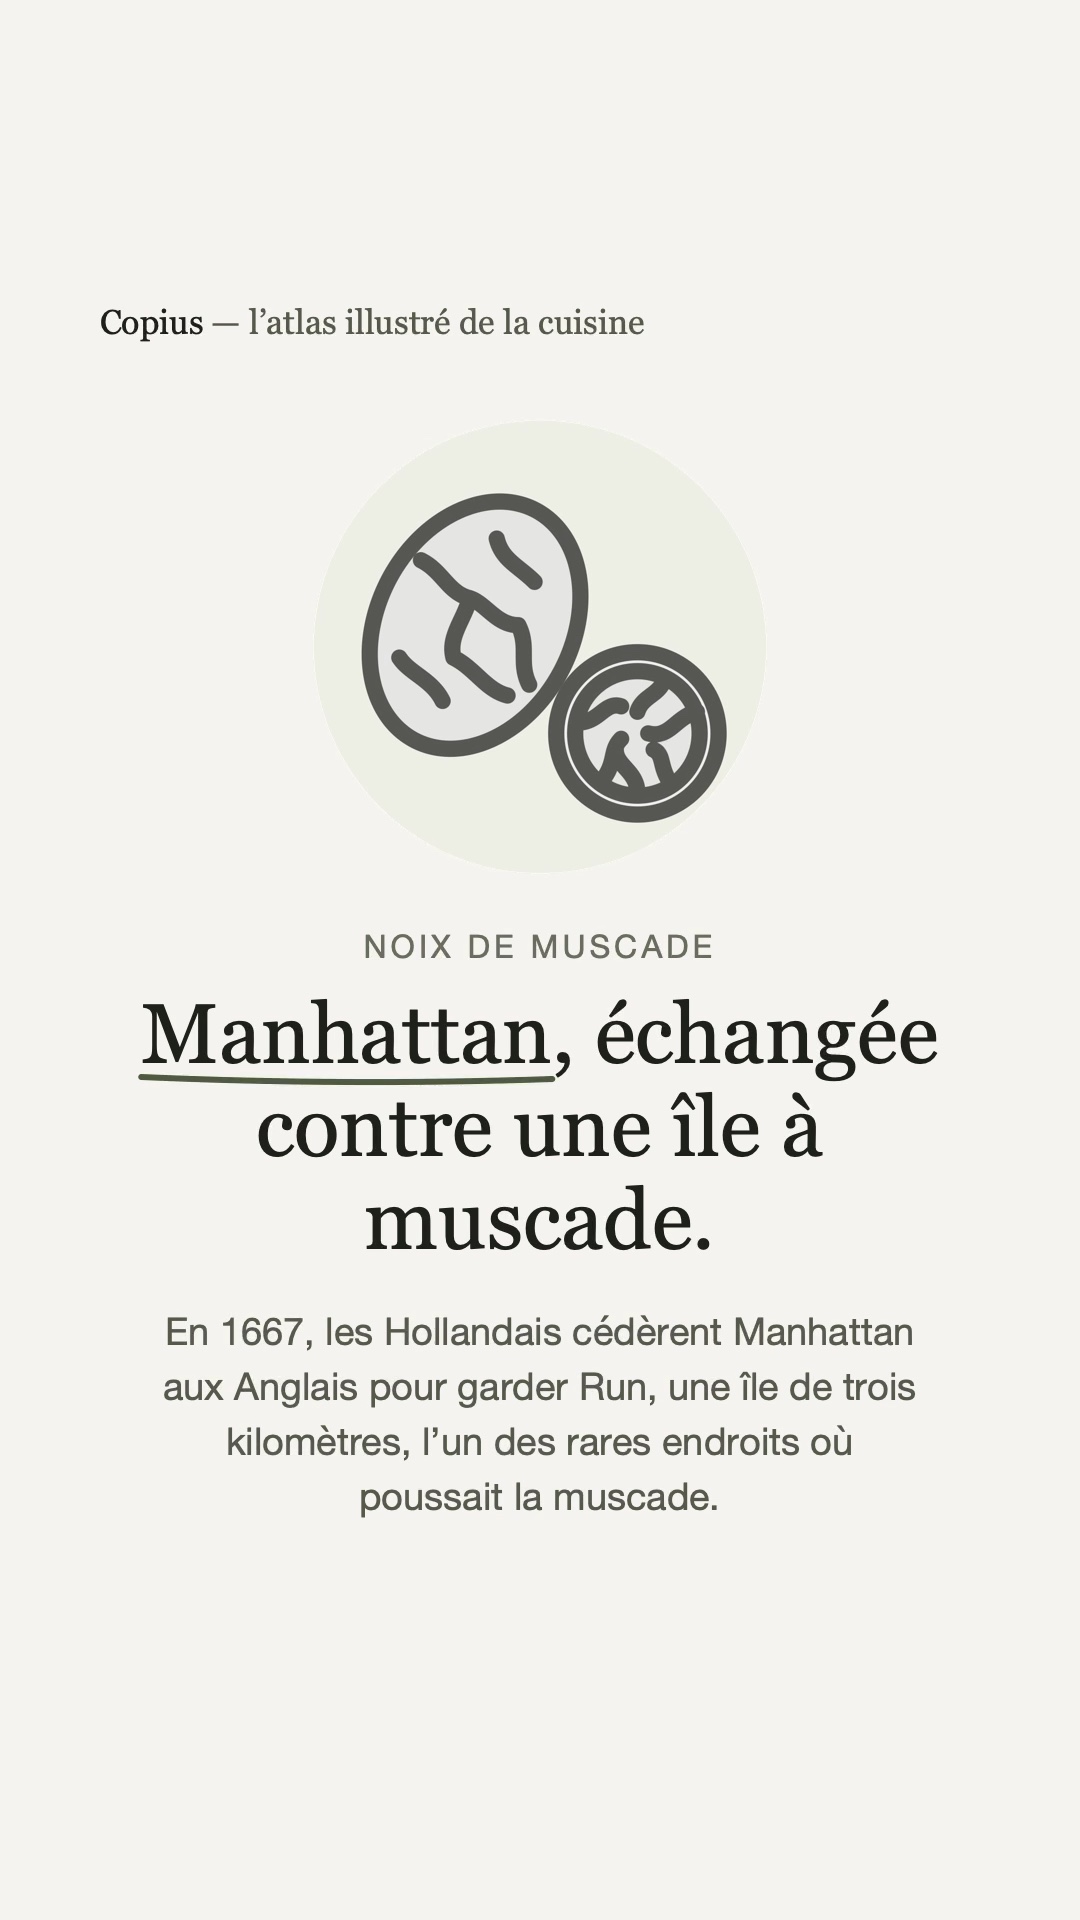 Copius — l’atlas illustré de la cuisine
NOIX DE MUSCADE
Manhattan, échangée
contre une île à
muscade.
En 1667, les Hollandais cédèrent Manhattan
aux Anglais pour garder Run, une île de trois
kilomètres, l’un des rares endroits où
poussait la muscade.